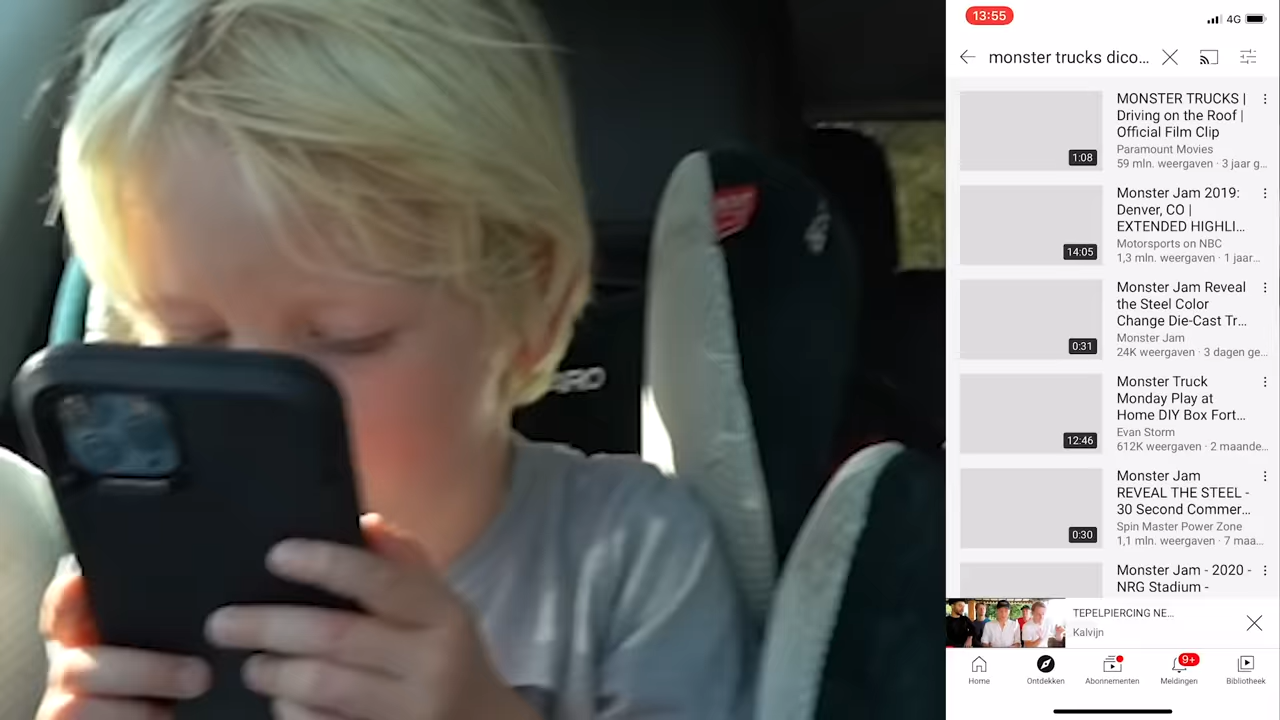 13:55
4G
monster trucks dico...
MONSTER TRUCKS |
Driving on the Roof |
Official Film Clip
Paramount Movies
59 mln. weergaven · 3 jaar g...
1:08
Monster Jam 2019:
Denver, CO |
EXTENDED HIGHLI...
Motorsports on NBC
1,3 mln. weergaven · 1 jaar...
14:05
Monster Jam Reveal
the Steel Color
Change Die-Cast Tr...
Monster Jam
24K weergaven · 3 dagen ge...
0:31
Monster Truck
Monday Play at
Home DIY Box Fort...
Evan Storm
612K weergaven · 2 maande...
12:46
Monster Jam
REVEAL THE STEEL -
30 Second Commer...
Spin Master Power Zone
1,1 mln. weergaven · 7 maa...
0:30
Monster Jam - 2020 -
NRG Stadium -
TEPELPIERCING NE...
Kalvijn
9+
Home
Ontdekken
Abonnementen
Meldingen
Bibliotheek